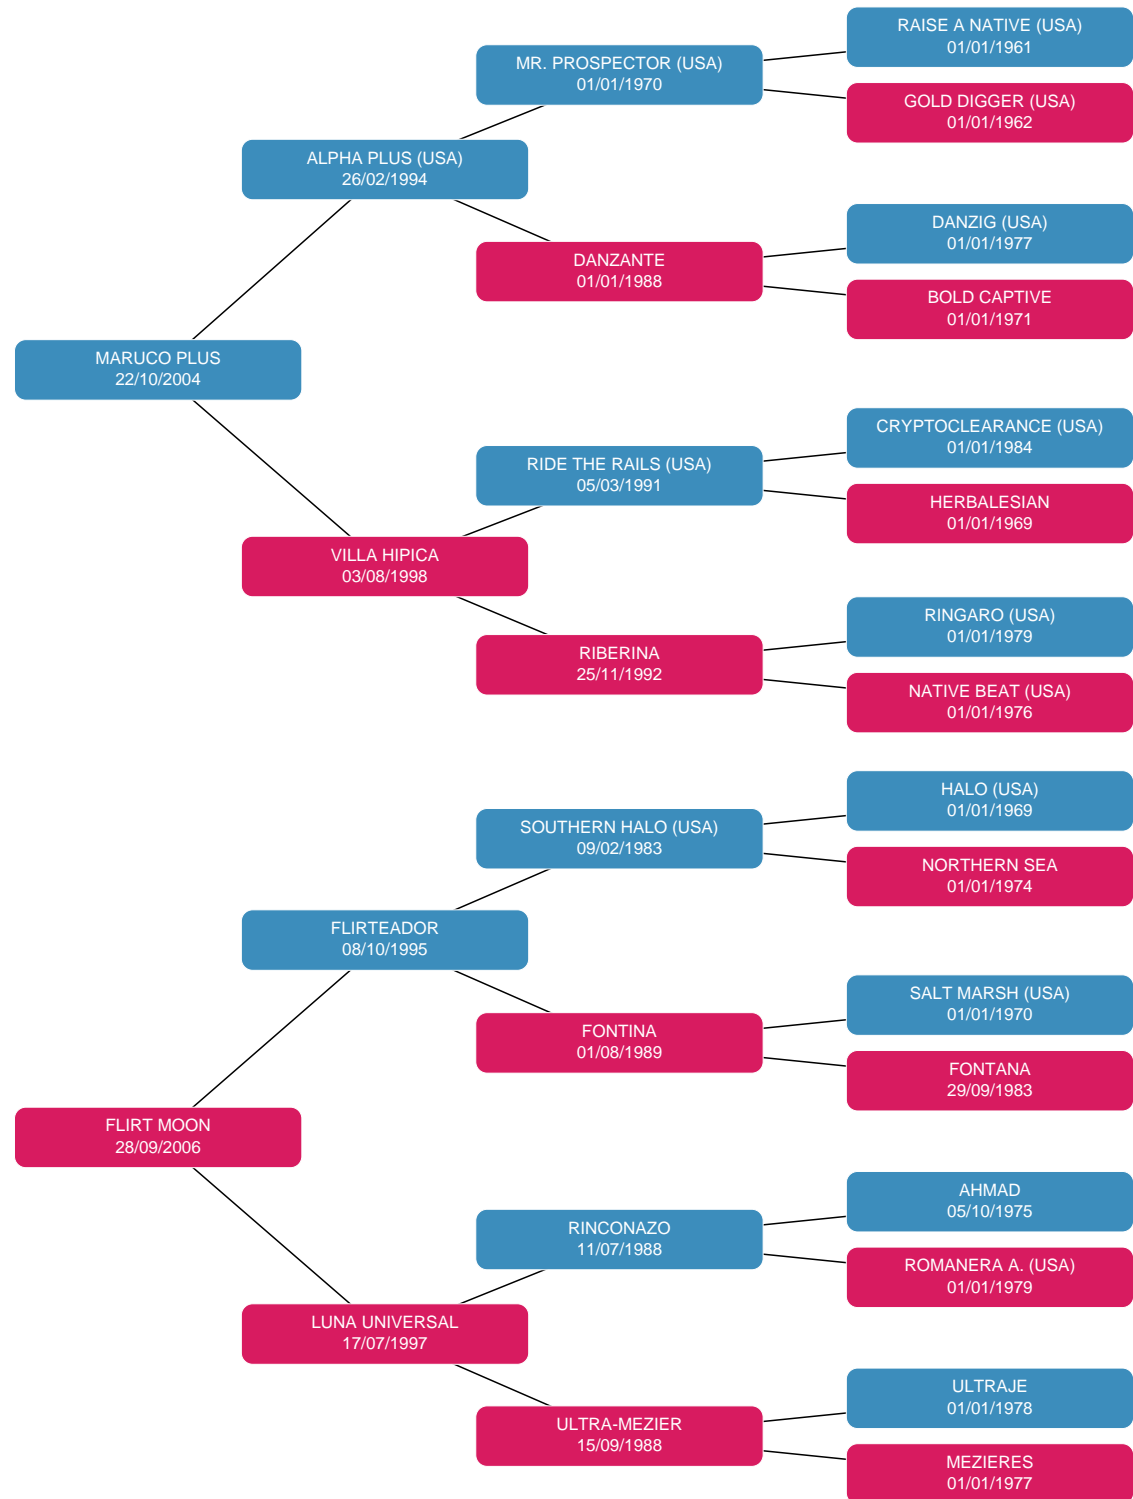 RAISE A NATIVE (USA)
01/01/1961
MR. PROSPECTOR (USA)
01/01/1970
GOLD DIGGER (USA)
01/01/1962
ALPHA PLUS (USA)
26/02/1994
DANZIG (USA)
01/01/1977
DANZANTE
01/01/1988
BOLD CAPTIVE
01/01/1971
MARUCO PLUS
22/10/2004
CRYPTOCLEARANCE (USA)
01/01/1984
RIDE THE RAILS (USA)
05/03/1991
HERBALESIAN
01/01/1969
VILLA HIPICA
03/08/1998
RINGARO (USA)
01/01/1979
RIBERINA
25/11/1992
NATIVE BEAT (USA)
01/01/1976
HALO (USA)
01/01/1969
SOUTHERN HALO (USA)
09/02/1983
NORTHERN SEA
01/01/1974
FLIRTEADOR
08/10/1995
SALT MARSH (USA)
01/01/1970
FONTINA
01/08/1989
FONTANA
29/09/1983
FLIRT MOON
28/09/2006
AHMAD
05/10/1975
RINCONAZO
11/07/1988
ROMANERA A. (USA)
01/01/1979
LUNA UNIVERSAL
17/07/1997
ULTRAJE
01/01/1978
ULTRA-MEZIER
15/09/1988
MEZIERES
01/01/1977